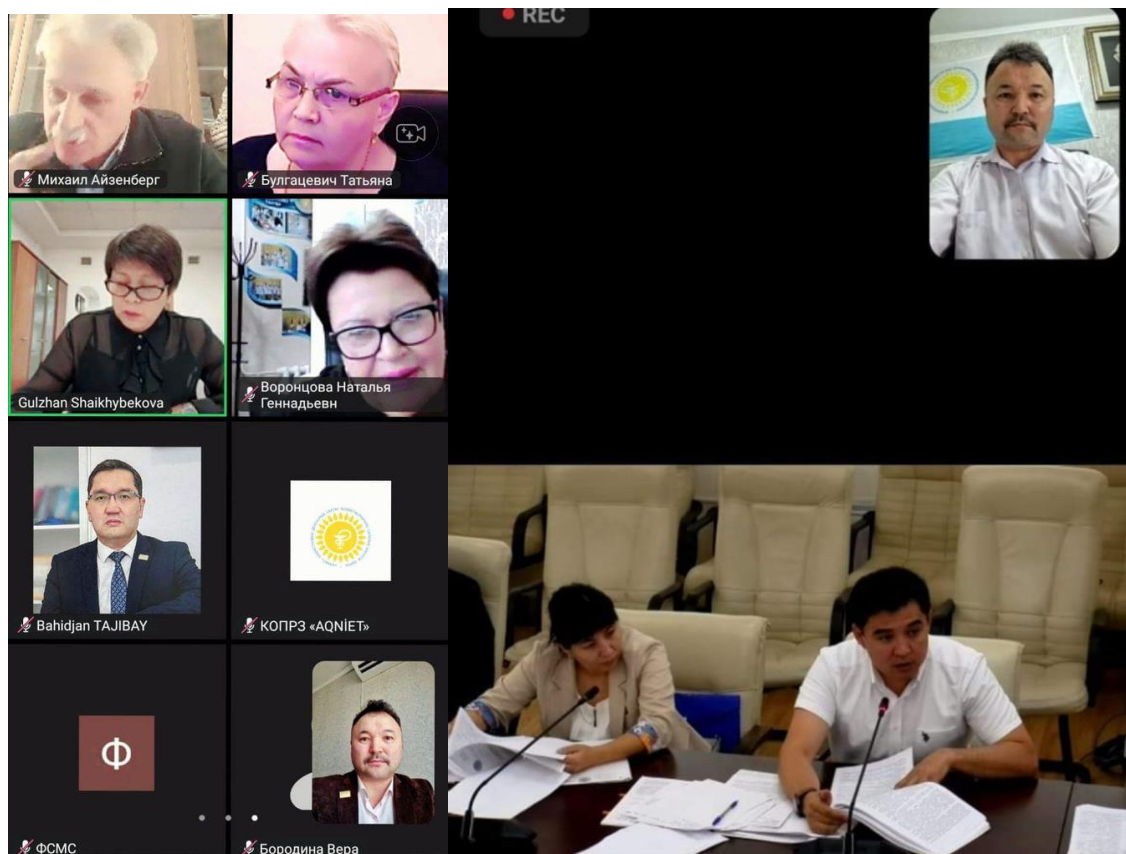 REC
Михаил Айзенберг
Булгацевич Татьяна
Gulzhan Shaikhybekova
Воронцова Наталья
Геннадьевн
Bahidjan TAJIBAY
КОПРЗ «AQNİET»
Ф
ФСМС
Бородина Вера